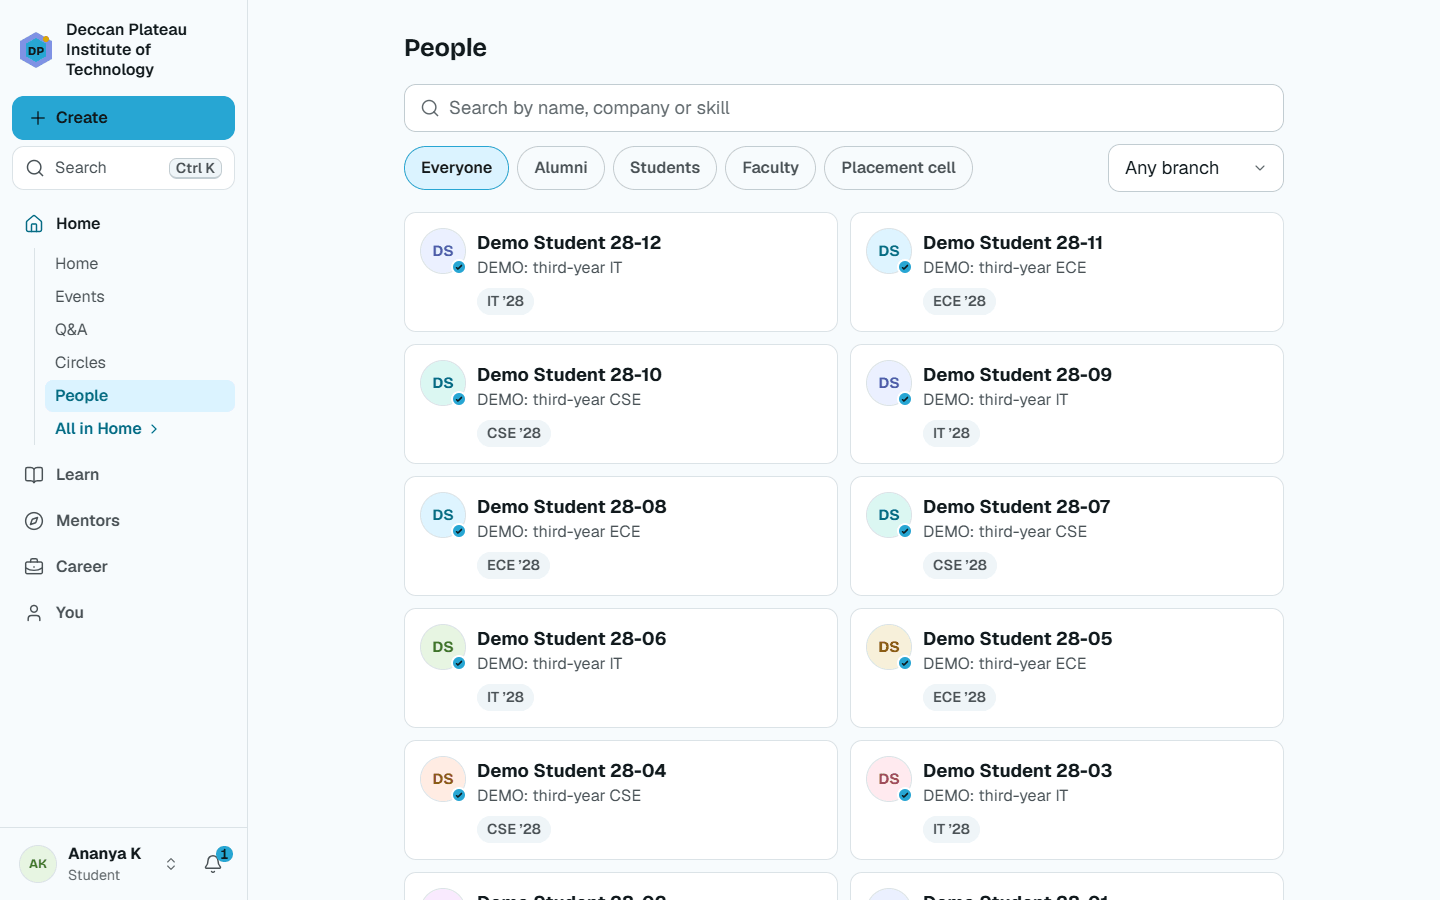 DP
Deccan Plateau
Institute of
Technology
Create
Search
Ctrl K
Home
Home
Events
Q&A
Circles
People
All in Home
Learn
Mentors
Career
You
AK
Ananya K
Student
1
People
Search by name, company or skill
Everyone
Alumni
Students
Faculty
Placement cell
Any branch
DS
Demo Student 28-12
DEMO: third-year IT
IT ’28
DS
Demo Student 28-11
DEMO: third-year ECE
ECE ’28
DS
Demo Student 28-10
DEMO: third-year CSE
CSE ’28
DS
Demo Student 28-09
DEMO: third-year IT
IT ’28
DS
Demo Student 28-08
DEMO: third-year ECE
ECE ’28
DS
Demo Student 28-07
DEMO: third-year CSE
CSE ’28
DS
Demo Student 28-06
DEMO: third-year IT
IT ’28
DS
Demo Student 28-05
DEMO: third-year ECE
ECE ’28
DS
Demo Student 28-04
DEMO: third-year CSE
CSE ’28
DS
Demo Student 28-03
DEMO: third-year IT
IT ’28